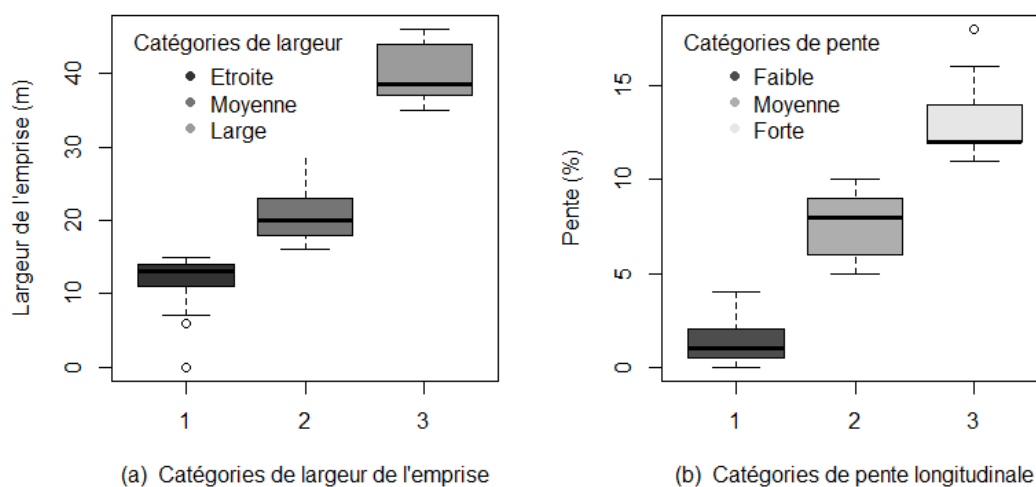 Catégories de largeur
Etroite
Moyenne
Large
Largeur de l'emprise (m)
0
10
20
30
40
1
2
3
(a) Catégories de largeur de l'emprise
Catégories de pente
Faible
Moyenne
Forte
Pente (%)
0
5
10
15
1
2
3
(b) Catégories de pente longitudinale